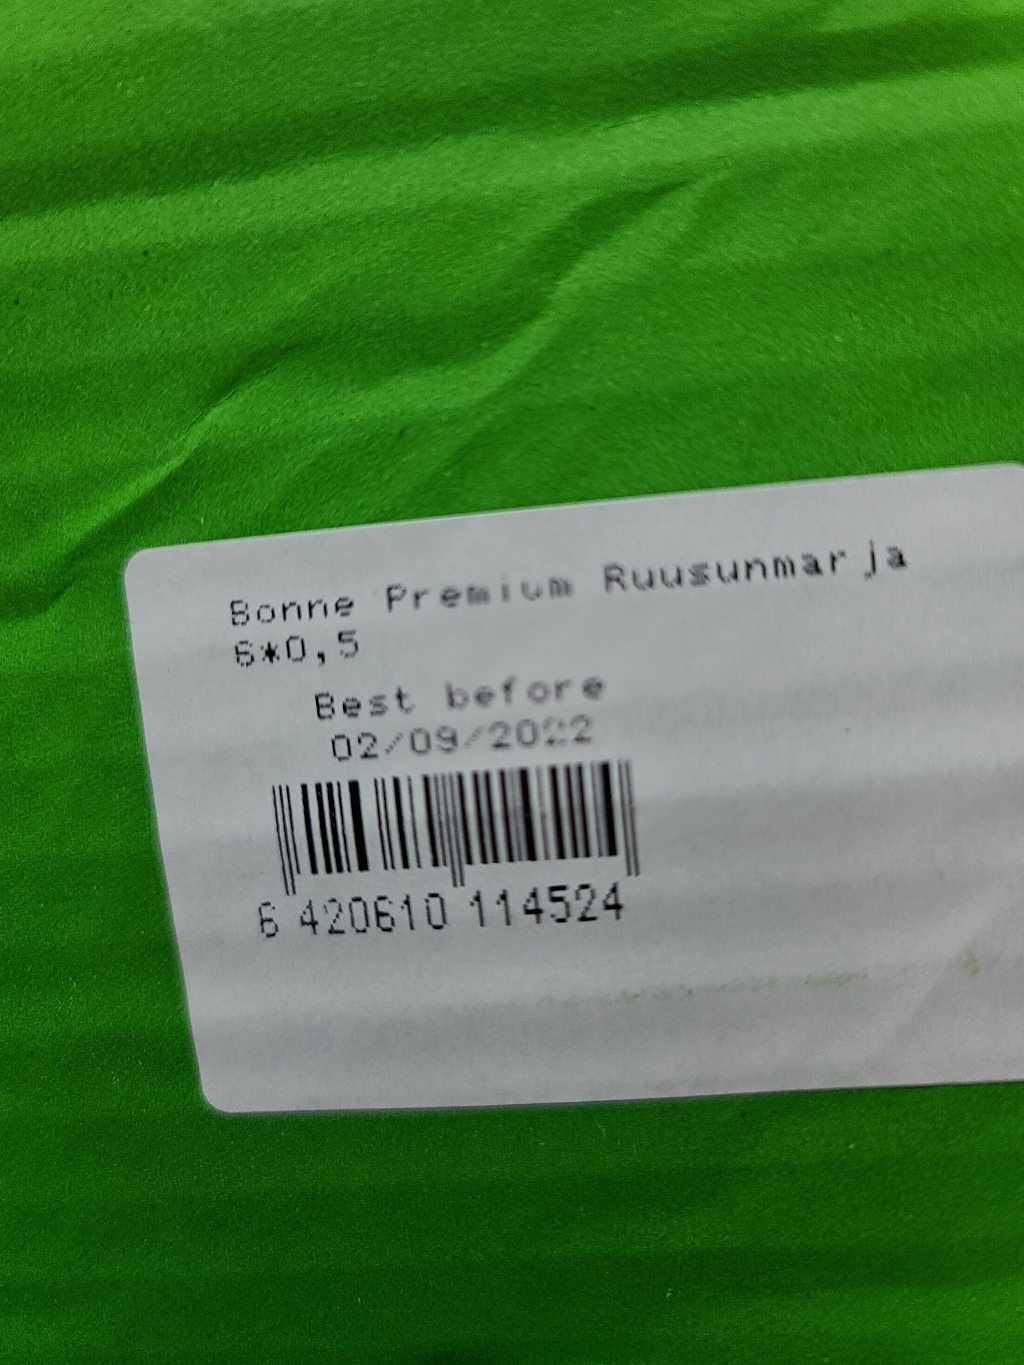 Bonne Premium Ruusunmarja
6*0,5
Best before
02/09/2022
6 420610 114524